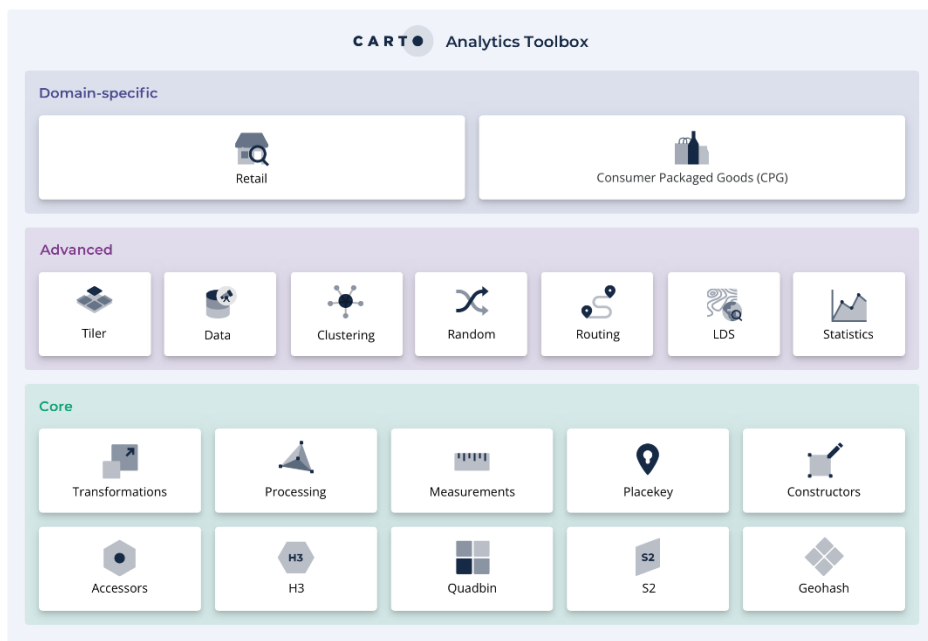 CARTO Analytics Toolbox
Domain-specific
Retail
Consumer Packaged Goods (CPG)
Advanced
Tiler
Data
Clustering
Random
Routing
LDS
Statistics
Core
Transformations
Processing
Measurements
Placekey
Constructors
H3
S2
Accessors
H3
Quadbin
S2
Geohash